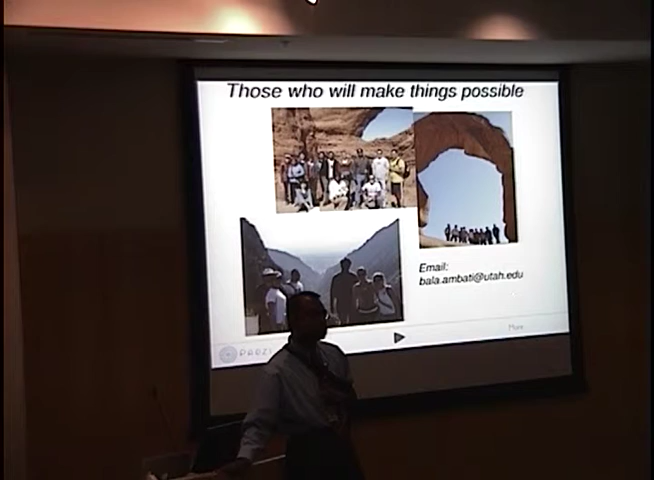 Those who will make things possible
Email:
bala.ambati@utah.edu
More
PREZI